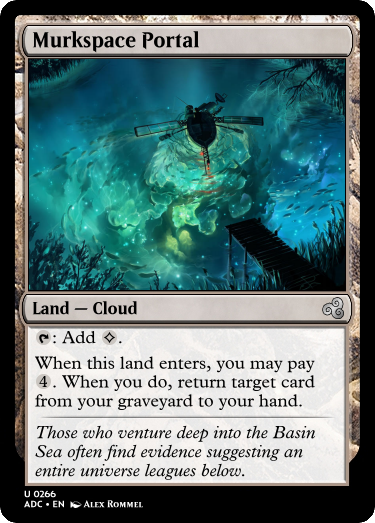 Murkspace Portal
Land — Cloud
: Add .
When this land enters, you may pay
4. When you do, return target card
from your graveyard to your hand.
Those who venture deep into the Basin
Sea often find evidence suggesting an
entire universe leagues below.
U 0266
ADC • EN Alex Rommel